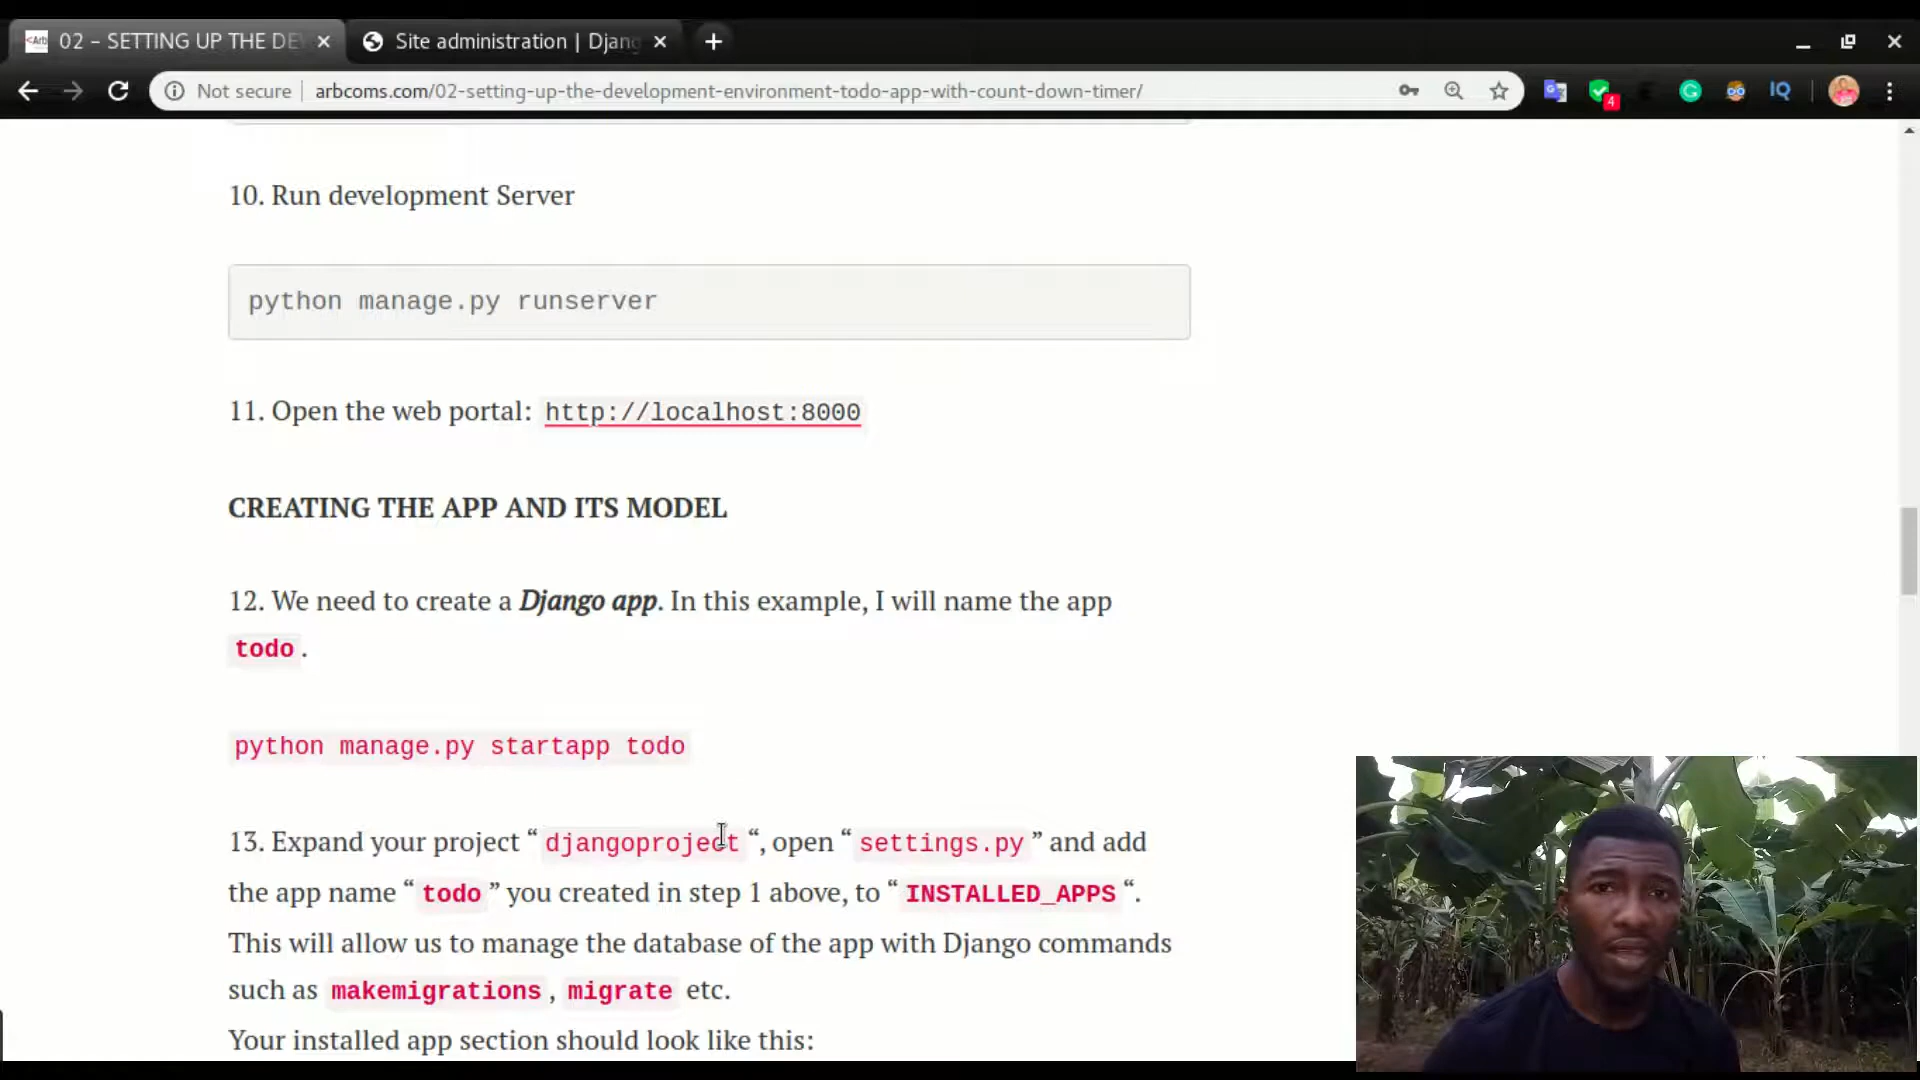 02 – SETTING UP THE DE
Site administration | Djang
Not secure
arbcoms.com/02-setting-up-the-development-environment-todo-app-with-count-down-timer/
4
IQ
10. Run development Server
python manage.py runserver
11. Open the web portal: http://localhost:8000
CREATING THE APP AND ITS MODEL
12. We need to create a Django app. In this example, I will name the app
todo.
python manage.py startapp todo
13. Expand your project “ djangoproject “, open “ settings.py ” and add
the app name “ todo ” you created in step 1 above, to “ INSTALLED_APPS “.
This will allow us to manage the database of the app with Django commands
such as makemigrations, migrate etc.
Your installed app section should look like this: